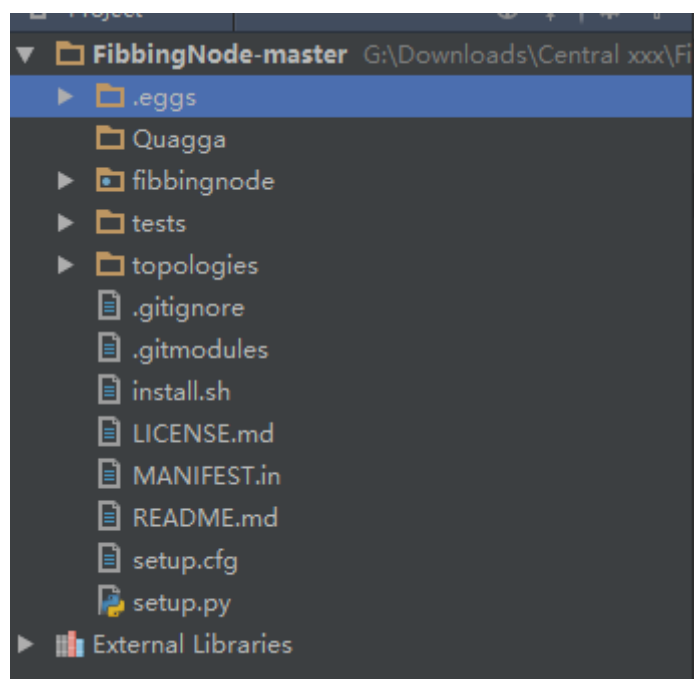 Project
FibbingNode-master G:\Downloads\Central xxx\Fi
.eggs
Quagga
fibbingnode
tests
topologies
.gitignore
.gitmodules
install.sh
LICENSE.md
MANIFEST.in
README.md
setup.cfg
setup.py
External Libraries